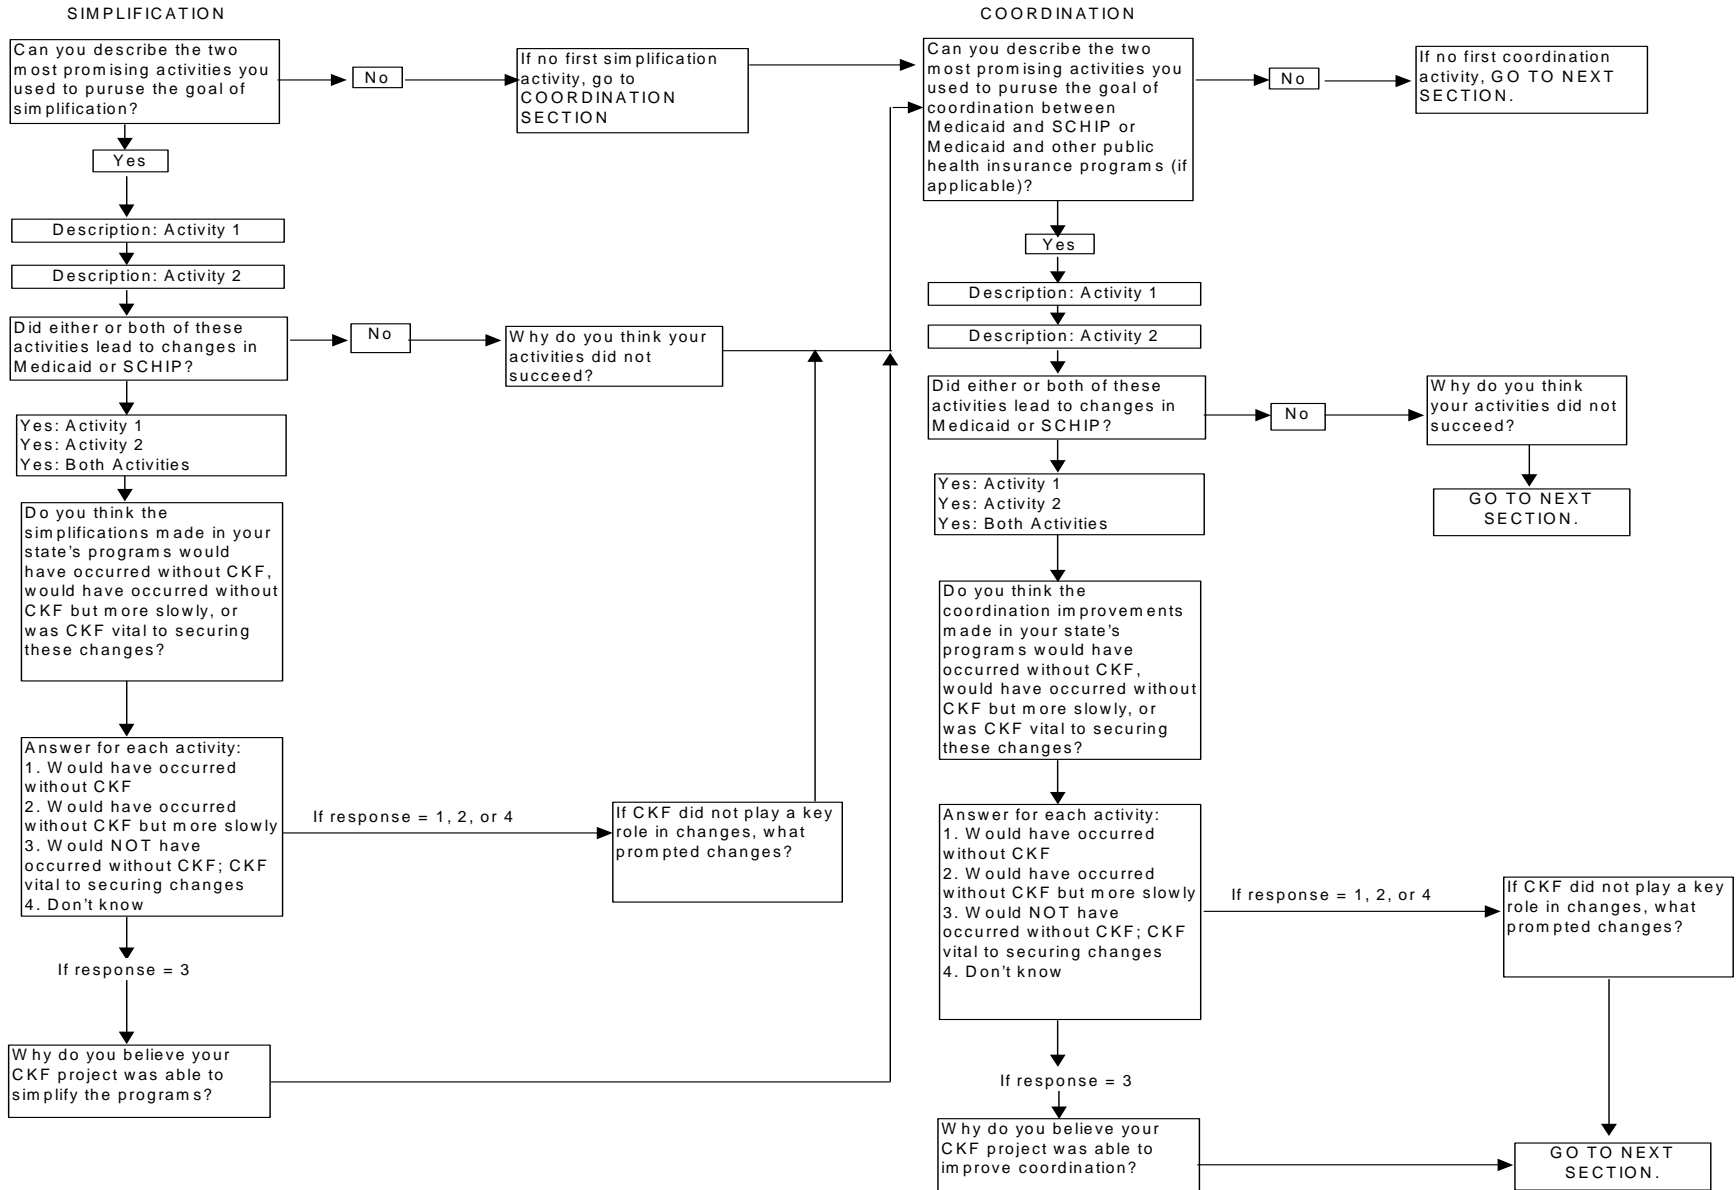 SIMPLIFICATION
Can you describe the two
most promising activities you
used to puruse the goal of
simplification?
No
If no first simplification
activity, go to
COORDINATION
SECTION
Yes
Description: Activity 1
Description: Activity 2
Did either or both of these
activities lead to changes in
Medicaid or SCHIP?
No
Why do you think your
activities did not
succeed?
Yes: Activity 1
Yes: Activity 2
Yes: Both Activities
Do you think the
simplifications made in your
state's programs would
have occurred without CKF,
would have occurred without
CKF but more slowly, or
was CKF vital to securing
these changes?
Answer for each activity:
1. Would have occurred
without CKF
2. Would have occurred
without CKF but more slowly
3. Would NOT have
occurred without CKF; CKF
vital to securing changes
4. Don't know
If response = 1, 2, or 4
If CKF did not play a key
role in changes, what
prompted changes?
If response = 3
Why do you believe your
CKF project was able to
simplify the programs?
COORDINATION
Can you describe the two
most promising activities you
used to puruse the goal of
coordination between
Medicaid and SCHIP or
Medicaid and other public
health insurance programs (if
applicable)?
No
If no first coordination
activity, GO TO NEXT
SECTION.
Yes
Description: Activity 1
Description: Activity 2
Did either or both of these
activities lead to changes in
Medicaid or SCHIP?
No
Why do you think
your activities did not
succeed?
GO TO NEXT
SECTION.
Yes: Activity 1
Yes: Activity 2
Yes: Both Activities
Do you think the
coordination improvements
made in your state's
programs would have
occurred without CKF,
would have occurred without
CKF but more slowly, or
was CKF vital to securing
these changes?
Answer for each activity:
1. Would have occurred
without CKF
2. Would have occurred
without CKF but more slowly
3. Would NOT have
occurred without CKF; CKF
vital to securing changes
4. Don't know
If response = 1, 2, or 4
If CKF did not play a key
role in changes, what
prompted changes?
If response = 3
Why do you believe your
CKF project was able to
improve coordination?
GO TO NEXT
SECTION.